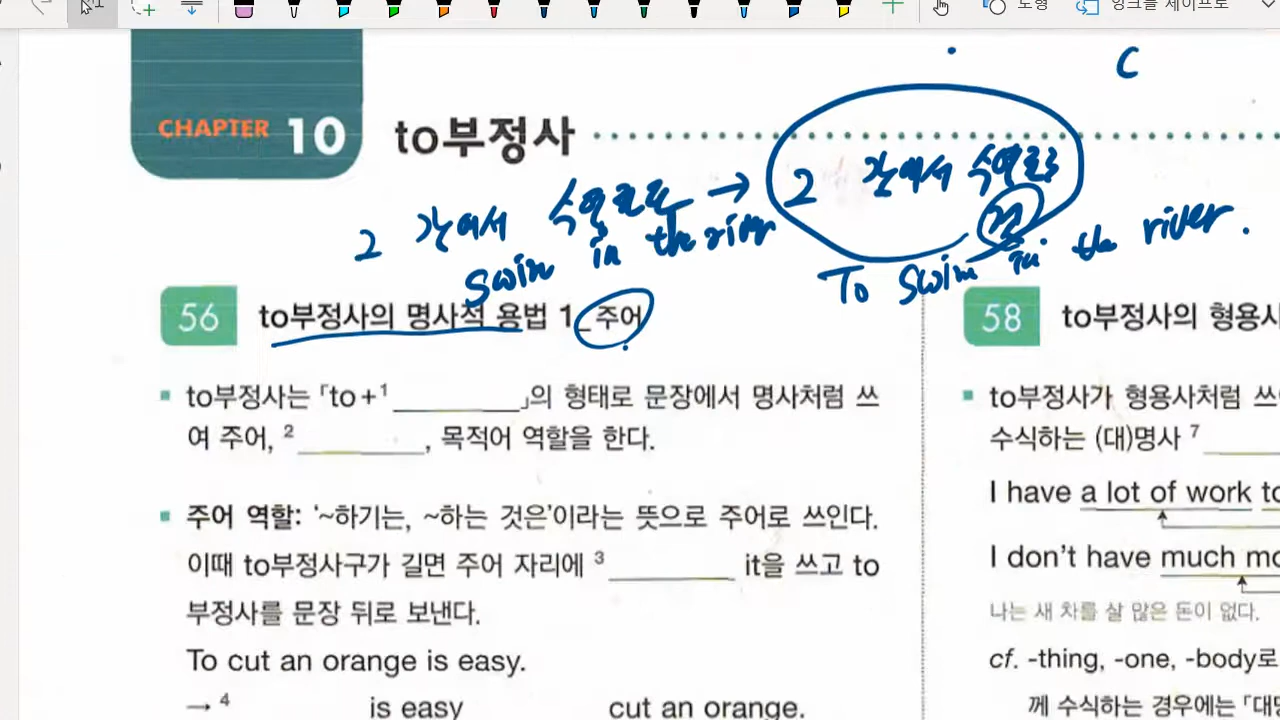 도형
잉크를 셰이프로
C
CHAPTER 10 to부정사
2 강에서 수영하는 → 2 강에서 수영하는
것
swim in the river
To swim in the river.
56 to부정사의 명사적 용법 1_주어
to부정사는 「to+¹ ________」의 형태로 문장에서 명사처럼 쓰
여 주어, ² ________, 목적어 역할을 한다.
주어 역할: ‘~하기는, ~하는 것은’이라는 뜻으로 주어로 쓰인다.
이때 to부정사구가 길면 주어 자리에 ³ ________ it을 쓰고 to
부정사를 문장 뒤로 보낸다.
To cut an orange is easy.
→ ⁴ is easy cut an orange.
58 to부정사의 형용사
to부정사가 형용사처럼
수식하는 (대)명사 ⁷ ________
I have a lot of work to
I don’t have much mo
나는 새 차를 살 많은 돈이 없다.
cf. -thing, -one, -body로
께 수식하는 경우에는 「대명